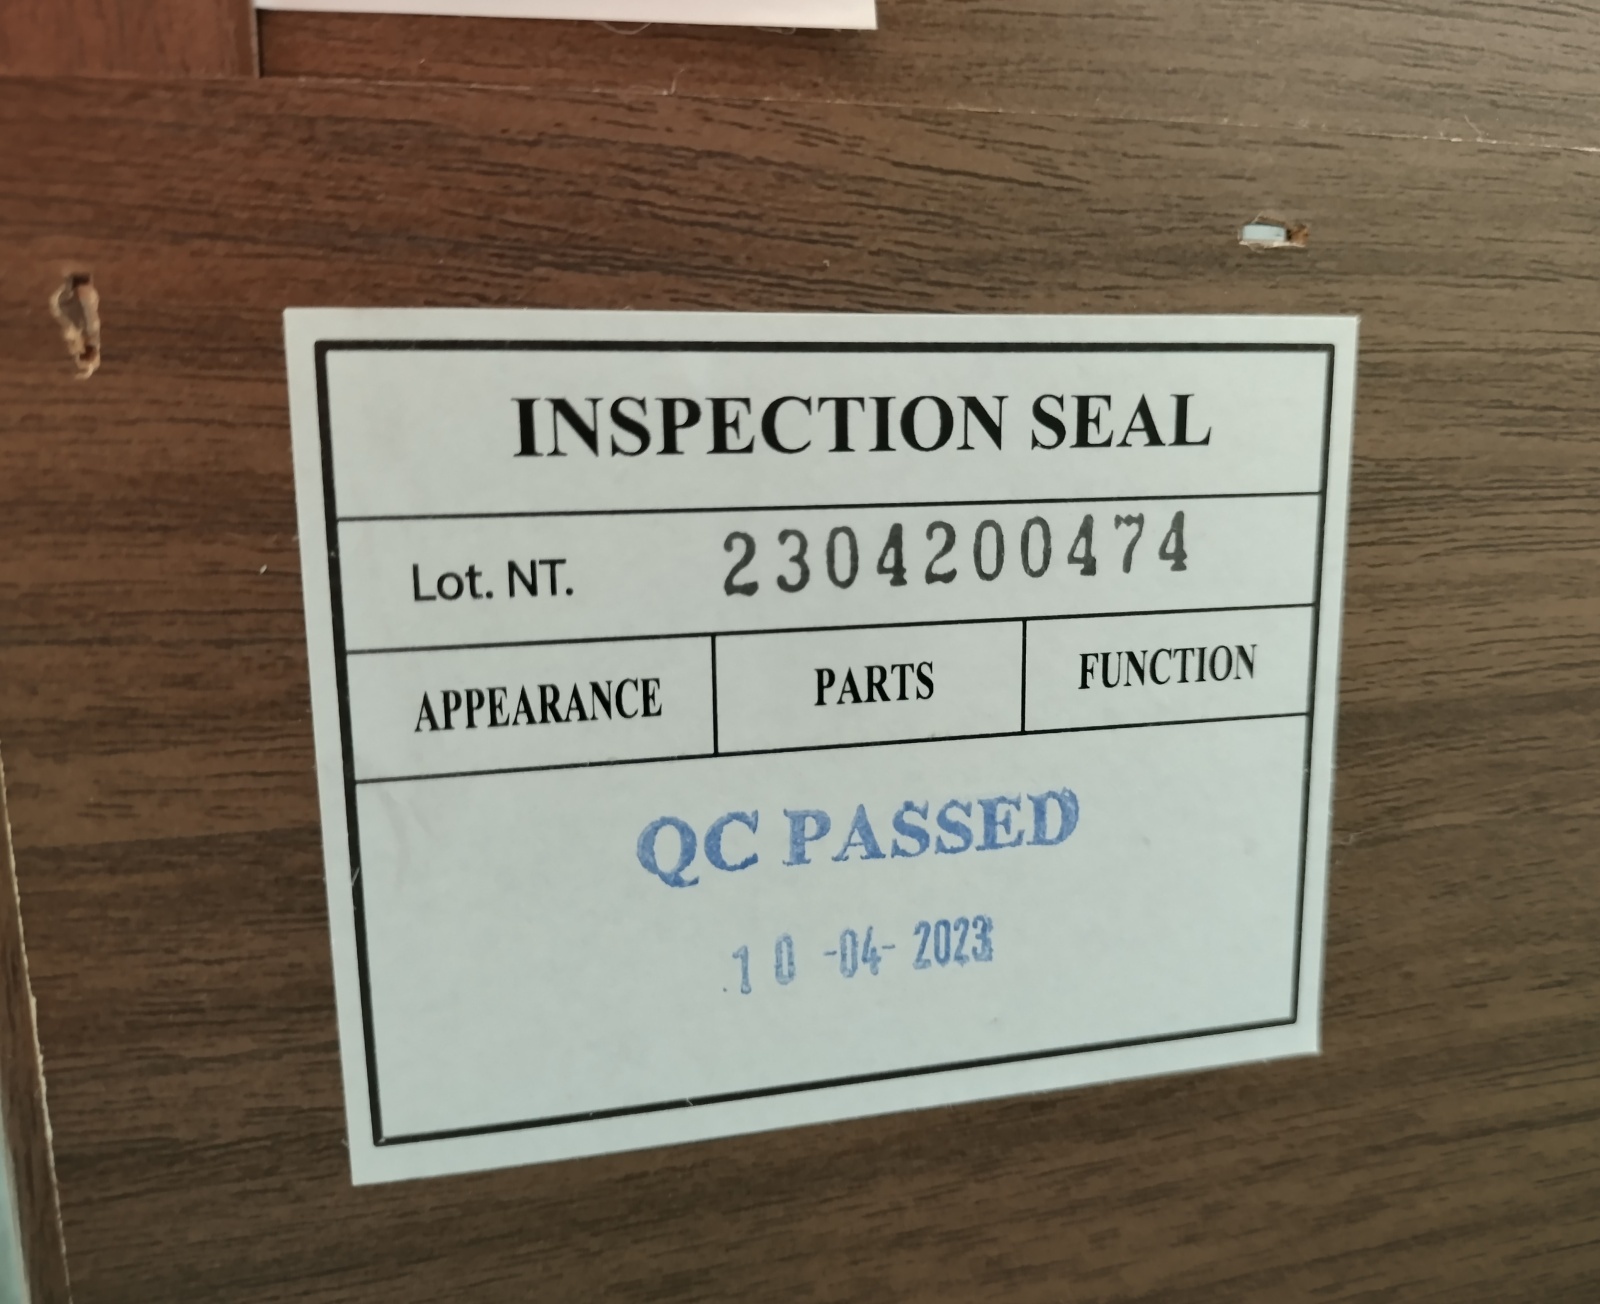 INSPECTION SEAL
Lot. NT. 2304200474
APPEARANCE PARTS FUNCTION
QC PASSED
10 -04- 2023